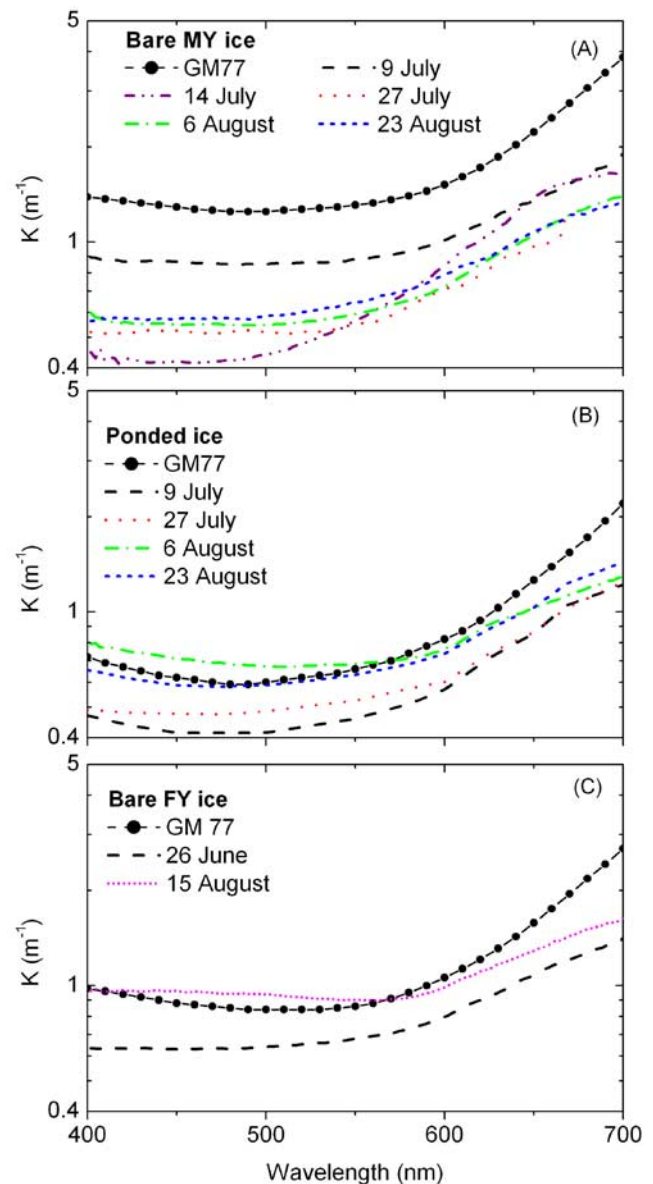 5
Bare MY ice
(A)
GM77
9 July
14 July
27 July
6 August
23 August
K (m⁻¹)
1
0.4
5
(B)
Ponded ice
GM77
9 July
27 July
6 August
23 August
K (m⁻¹)
1
0.4
5
(C)
Bare FY ice
GM 77
26 June
15 August
K (m⁻¹)
1
0.4
400 500 600 700
Wavelength (nm)